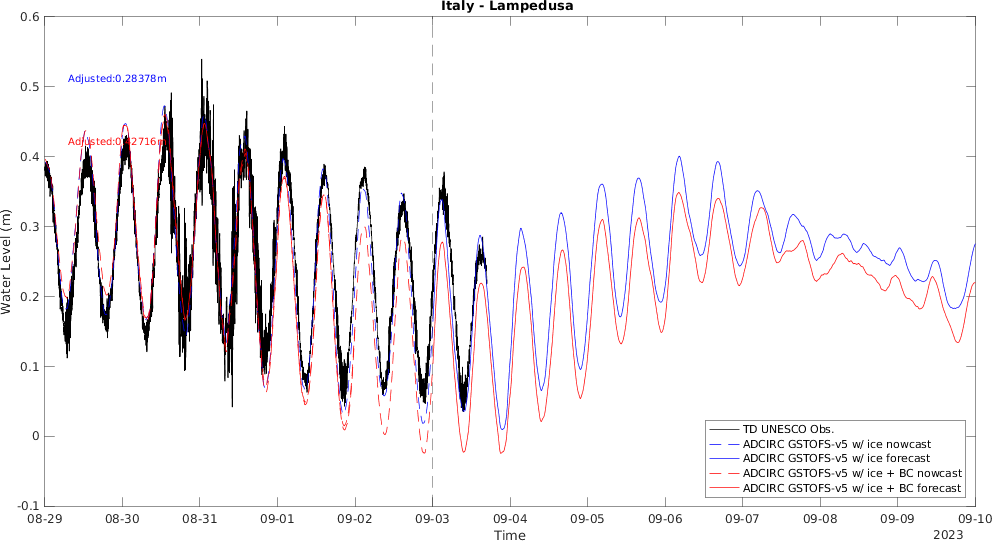 Italy - Lampedusa
0.6
0.5
0.4
0.3
0.2
0.1
0
-0.1
Water Level (m)
Adjusted:0.28378m
Adjusted:0.32716m
TD UNESCO Obs.
ADCIRC GSTOFS-v5 w/ ice nowcast
ADCIRC GSTOFS-v5 w/ ice forecast
ADCIRC GSTOFS-v5 w/ ice + BC nowcast
ADCIRC GSTOFS-v5 w/ ice + BC forecast
08-29 08-30 08-31 09-01 09-02 09-03 09-04 09-05 09-06 09-07 09-08 09-09 09-10
Time
2023